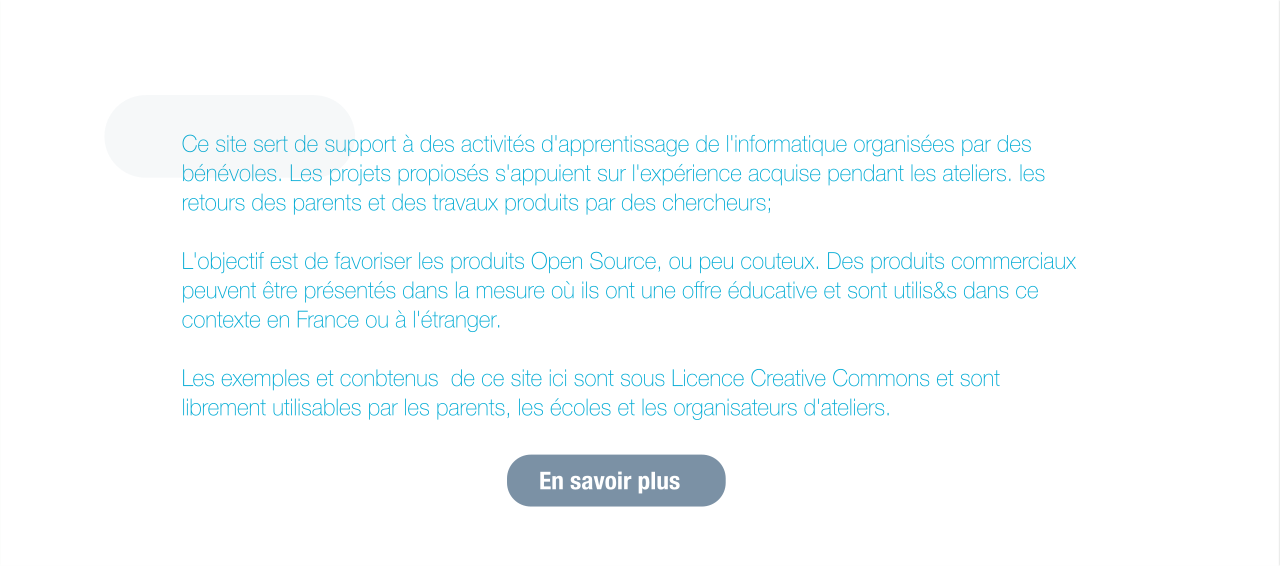 Ce site sert de support à des activités d'apprentissage de l'informatique organisées par des
bénévoles. Les projets propiosés s'appuient sur l'expérience acquise pendant les ateliers. les
retours des parents et des travaux produits par des chercheurs;
L'objectif est de favoriser les produits Open Source, ou peu couteux. Des produits commerciaux
peuvent être présentés dans la mesure où ils ont une offre éducative et sont utilis&s dans ce
contexte en France ou à l'étranger.
Les exemples et conbtenus  de ce site ici sont sous Licence Creative Commons et sont
librement utilisables par les parents, les écoles et les organisateurs d'ateliers.
En savoir plus